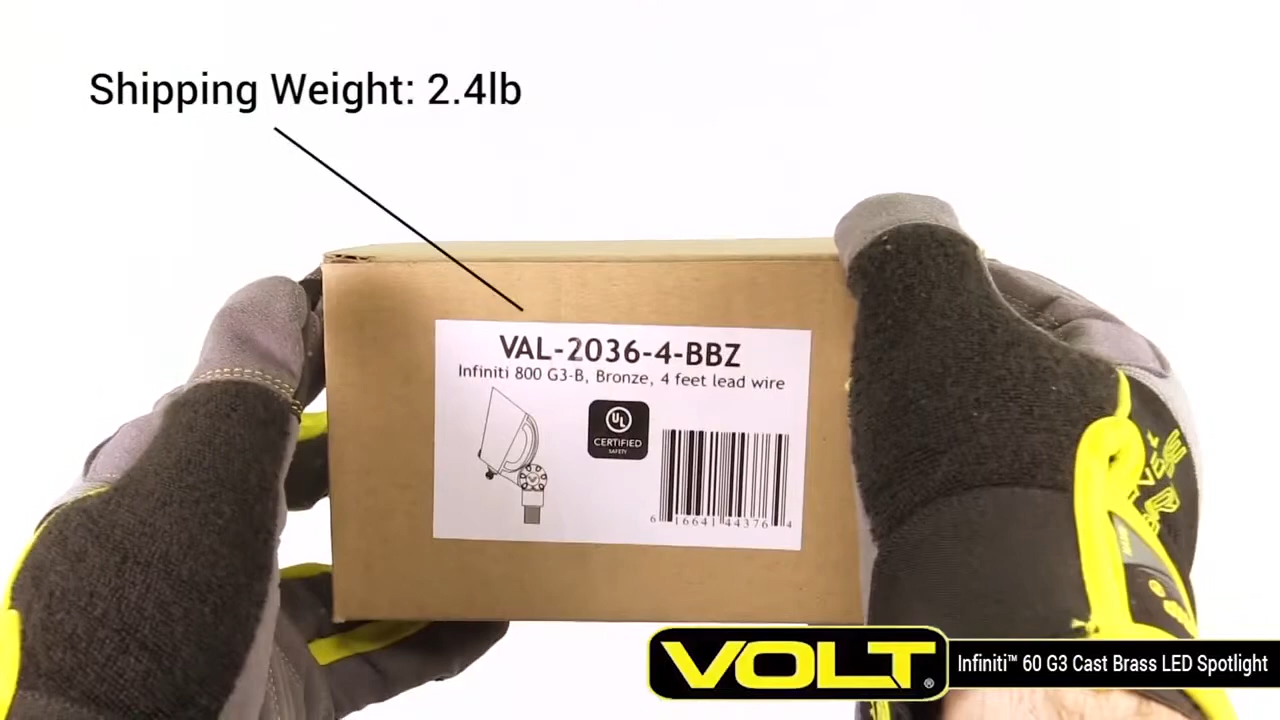 Shipping Weight: 2.4lb
VAL-2036-4-BBZ
Infiniti 800 G3-B, Bronze, 4 feet lead wire
UL
CERTIFIED
SAFETY
6 16641 44376 4
VOLT®
Infiniti™ 60 G3 Cast Brass LED Spotlight